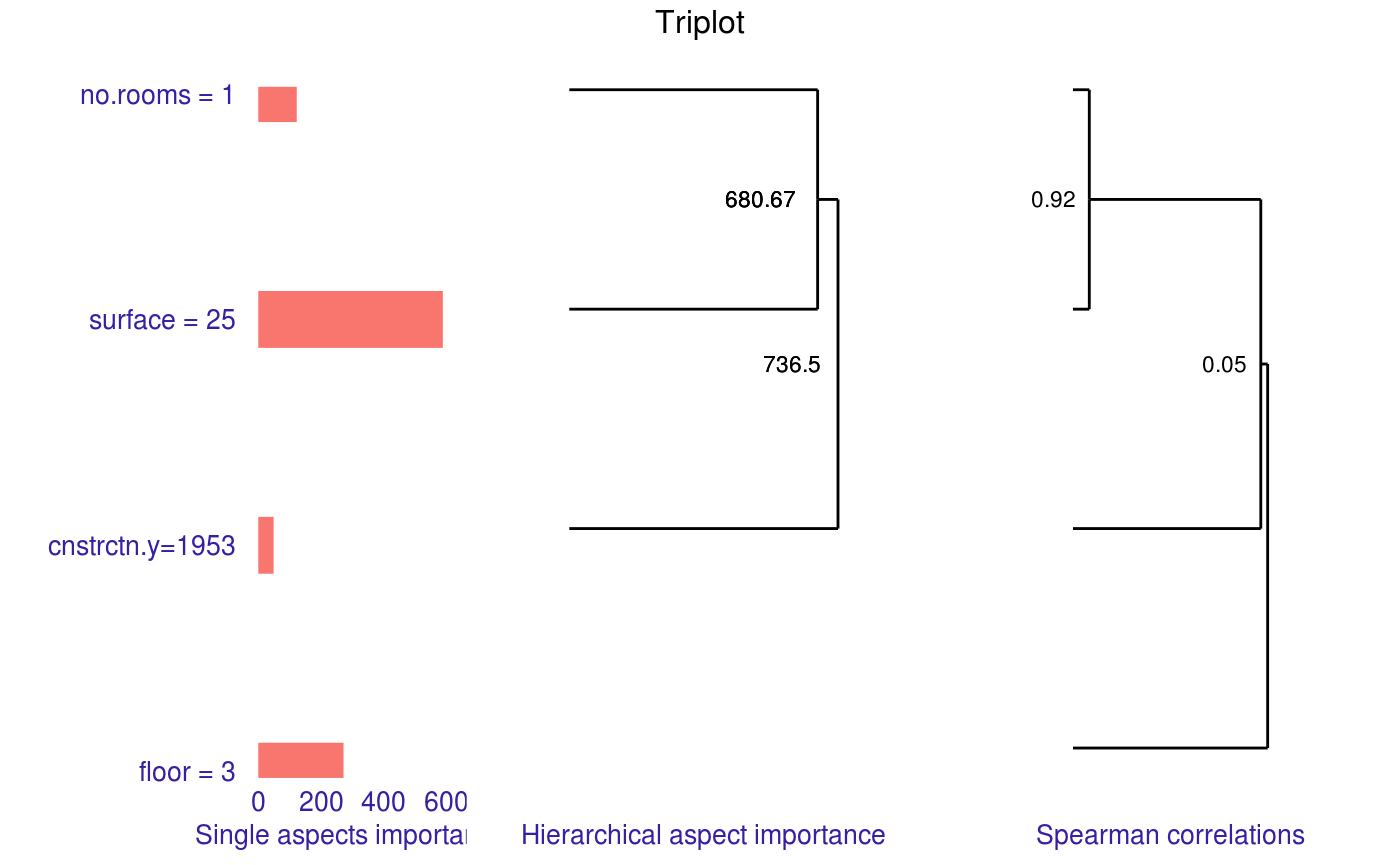 Triplot
no.rooms = 1
680.67
0.92
surface = 25
736.5
0.05
cnstrctn.y=1953
floor = 3
0 200 400 600
Single aspects importa
Hierarchical aspect importance
Spearman correlations